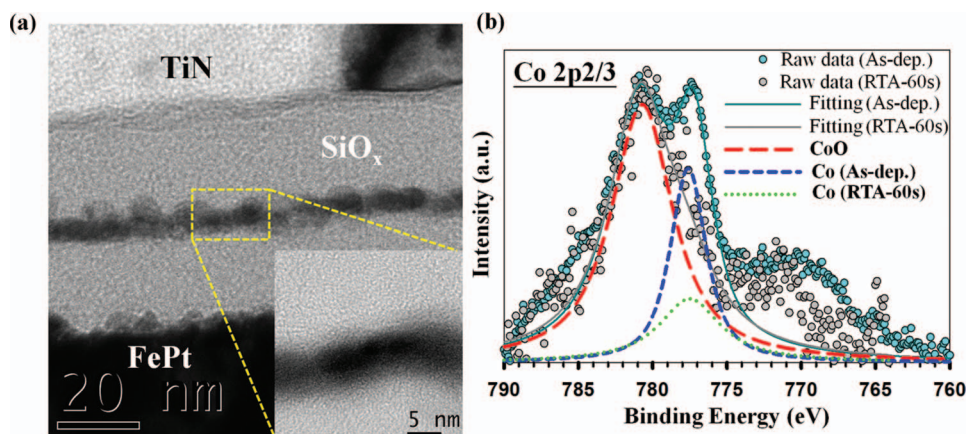 (a)
TiN
SiOx
FePt
20 nm
5 nm
(b)
Co 2p2/3
Raw data (As-dep.)
Raw data (RTA-60s)
Fitting (As-dep.)
Fitting (RTA-60s)
CoO
Co (As-dep.)
Co (RTA-60s)
Intensity (a.u.)
790 785 780 775 770 765 760
Binding Energy (eV)